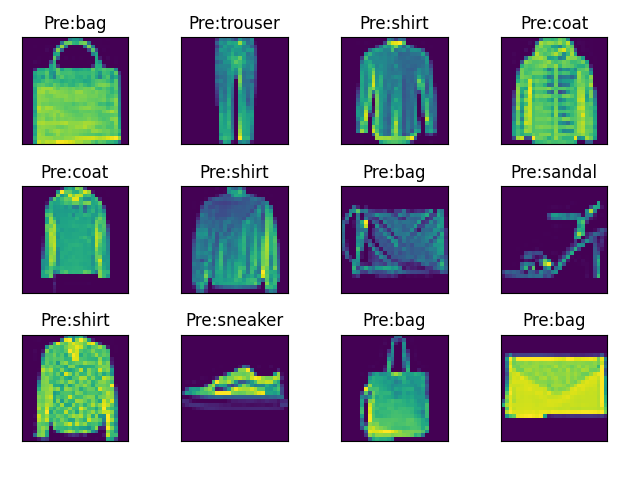 Pre:bag
Pre:trouser
Pre:shirt
Pre:coat
Pre:coat
Pre:shirt
Pre:bag
Pre:sandal
Pre:shirt
Pre:sneaker
Pre:bag
Pre:bag